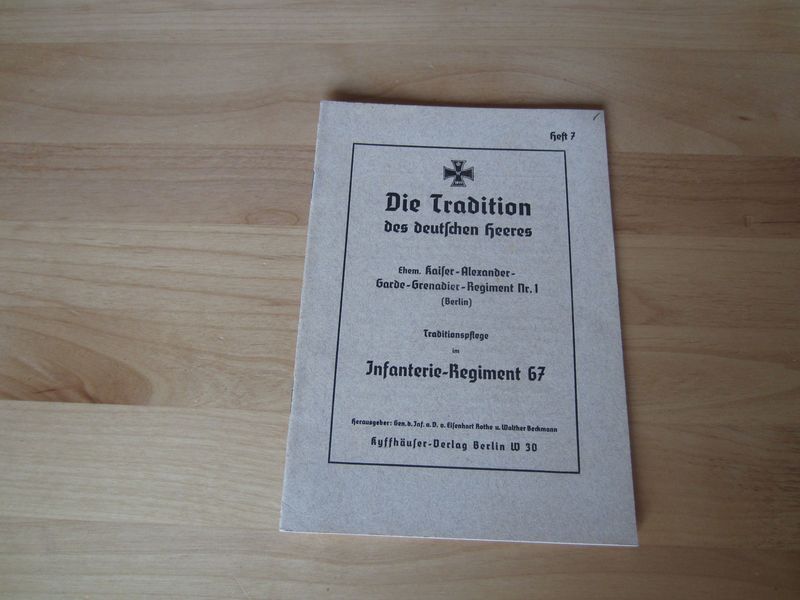 Heft 7
Die Tradition
des deutſchen Heeres
Ehem. Kaiſer-Alexander-
Garde-Grenadier-Regiment Nr. 1
(Berlin)
Traditionspflege
im
Infanterie-Regiment 67
Herausgeber: Gen. d. Inf. a. D. v. Eiſenhart Rothe u. Walther Beckmann
Kyffhäuſer-Verlag Berlin W 30